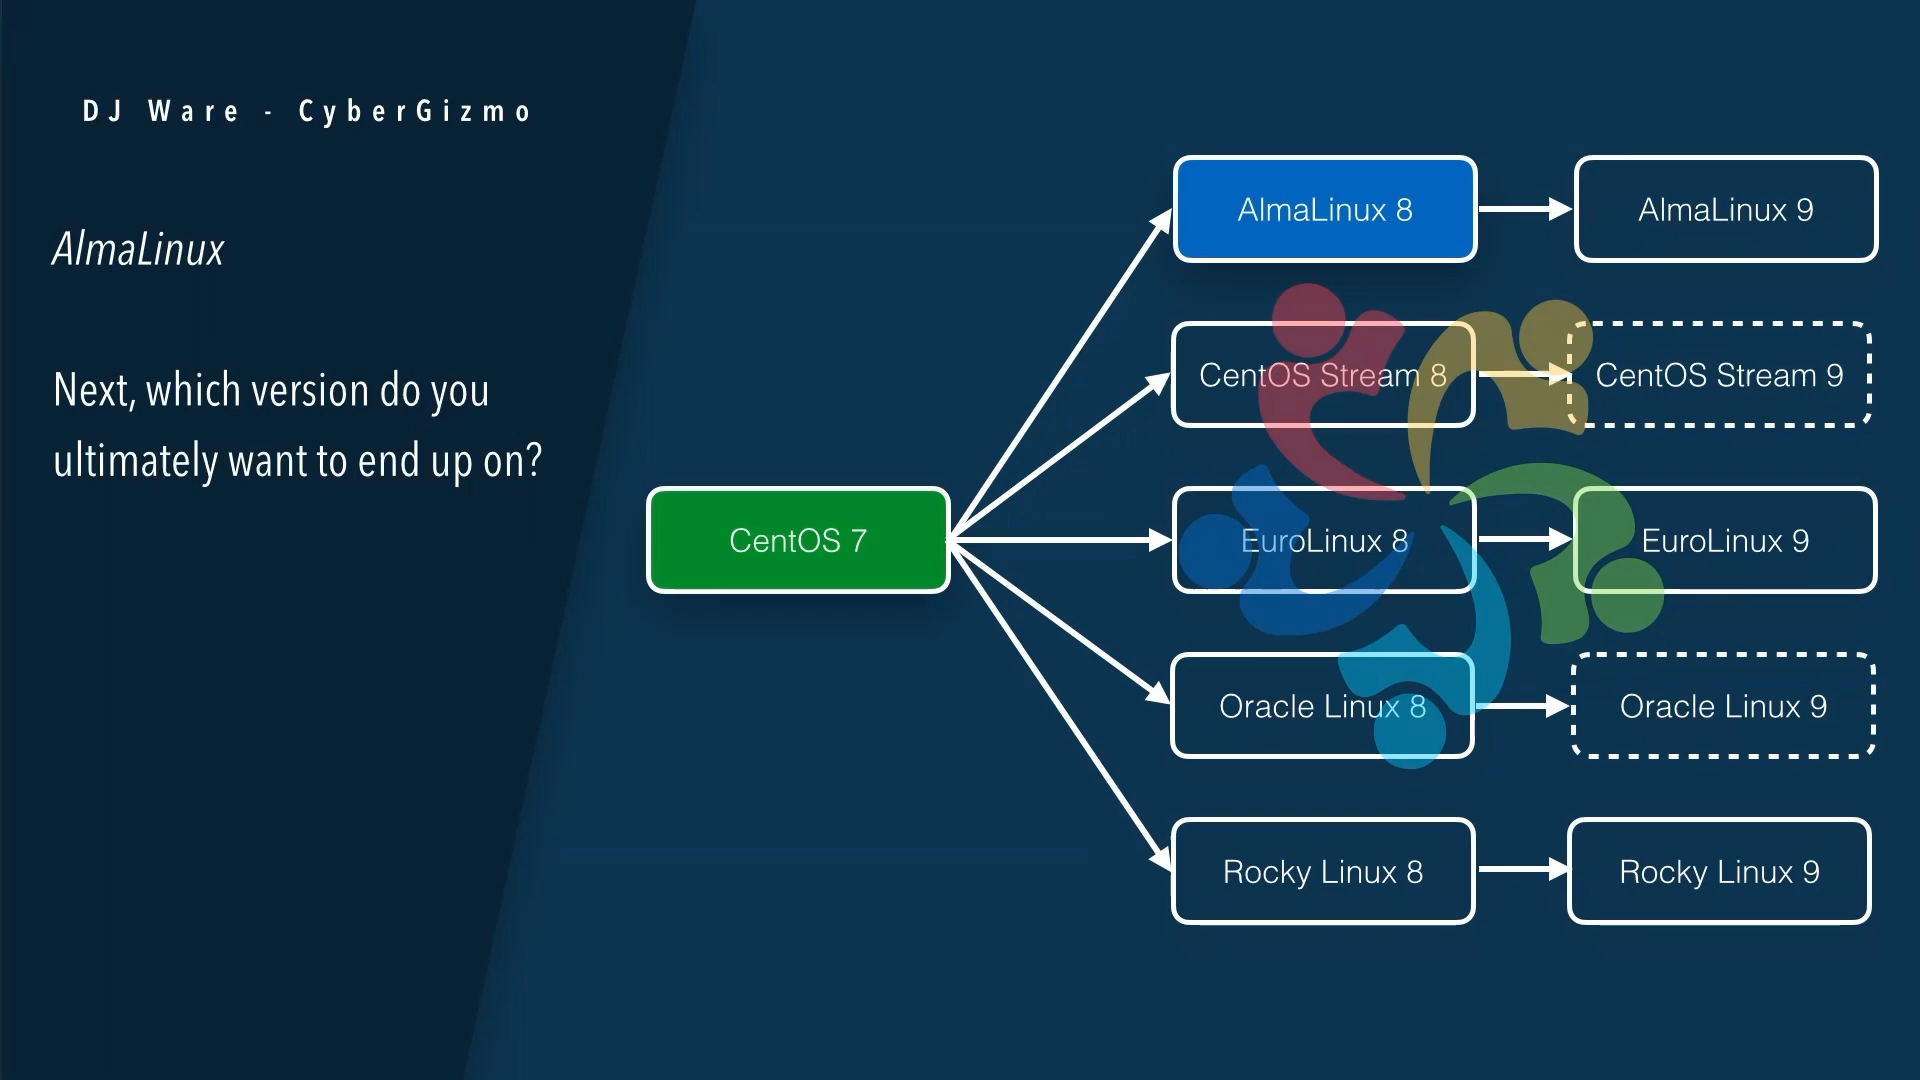 DJ Ware - CyberGizmo
AlmaLinux
Next, which version do you
ultimately want to end up on?
CentOS 7
AlmaLinux 8
AlmaLinux 9
CentOS Stream 8
CentOS Stream 9
EuroLinux 8
EuroLinux 9
Oracle Linux 8
Oracle Linux 9
Rocky Linux 8
Rocky Linux 9